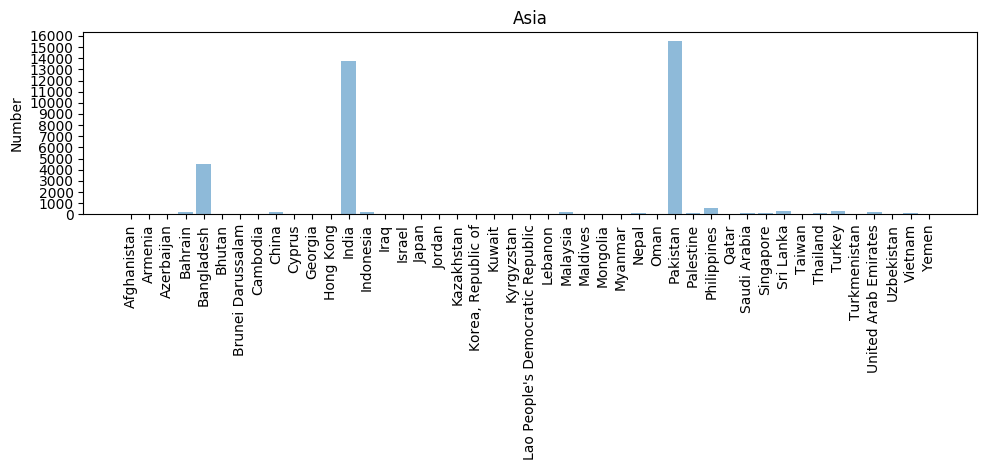 Asia
Number
16000
15000
14000
13000
12000
11000
10000
9000
8000
7000
6000
5000
4000
3000
2000
1000
0
Afghanistan
Armenia
Azerbaijan
Bahrain
Bangladesh
Bhutan
Brunei Darussalam
Cambodia
China
Cyprus
Georgia
Hong Kong
India
Indonesia
Iraq
Israel
Japan
Jordan
Kazakhstan
Korea, Republic of
Kuwait
Kyrgyzstan
Lao People's Democratic Republic
Lebanon
Malaysia
Maldives
Mongolia
Myanmar
Nepal
Oman
Pakistan
Palestine
Philippines
Qatar
Saudi Arabia
Singapore
Sri Lanka
Taiwan
Thailand
Turkey
Turkmenistan
United Arab Emirates
Uzbekistan
Vietnam
Yemen